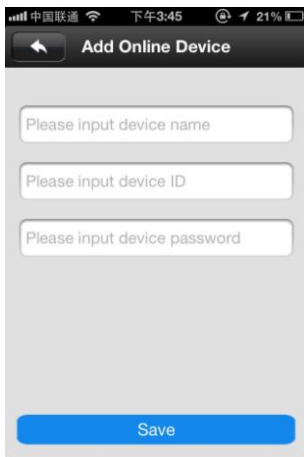 中国联通 下午3:45 21%
Add Online Device
Please input device name
Please input device ID
Please input device password
Save